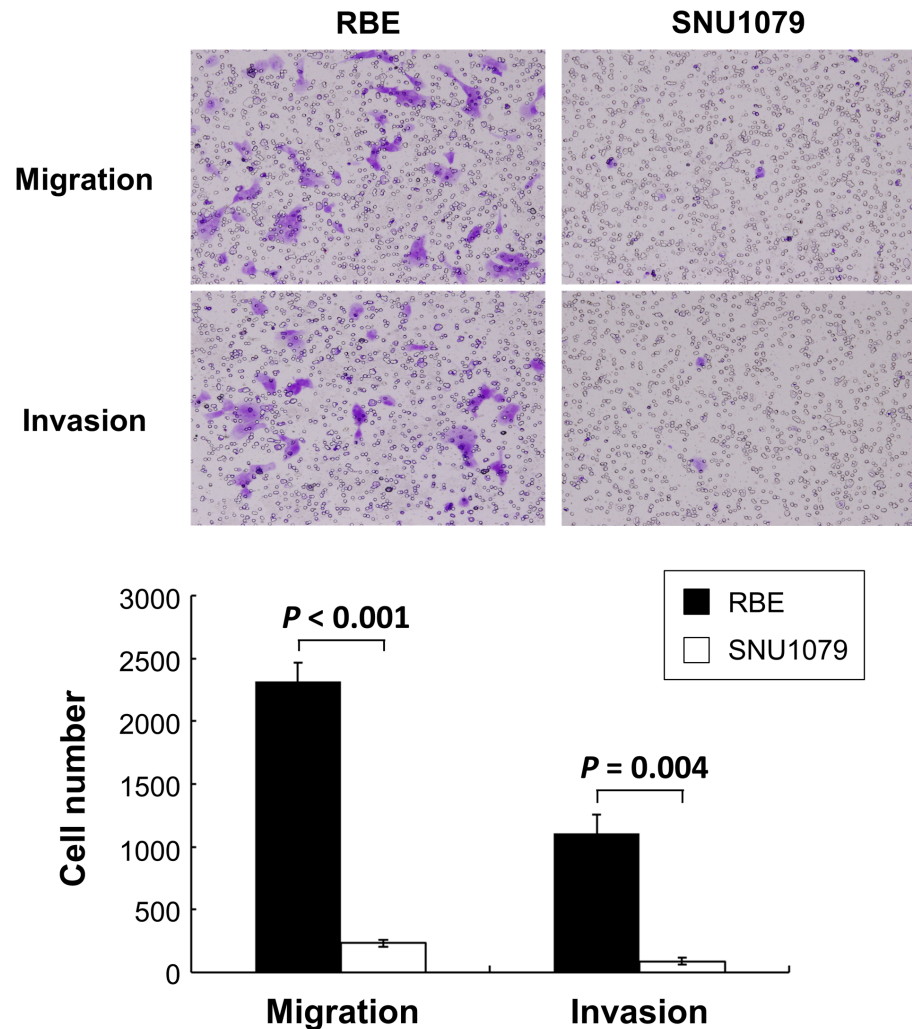 RBE SNU1079
Migration
Invasion
3000
2500
2000
1500
1000
500
0
Cell number
P < 0.001
P = 0.004
RBE
SNU1079
Migration Invasion